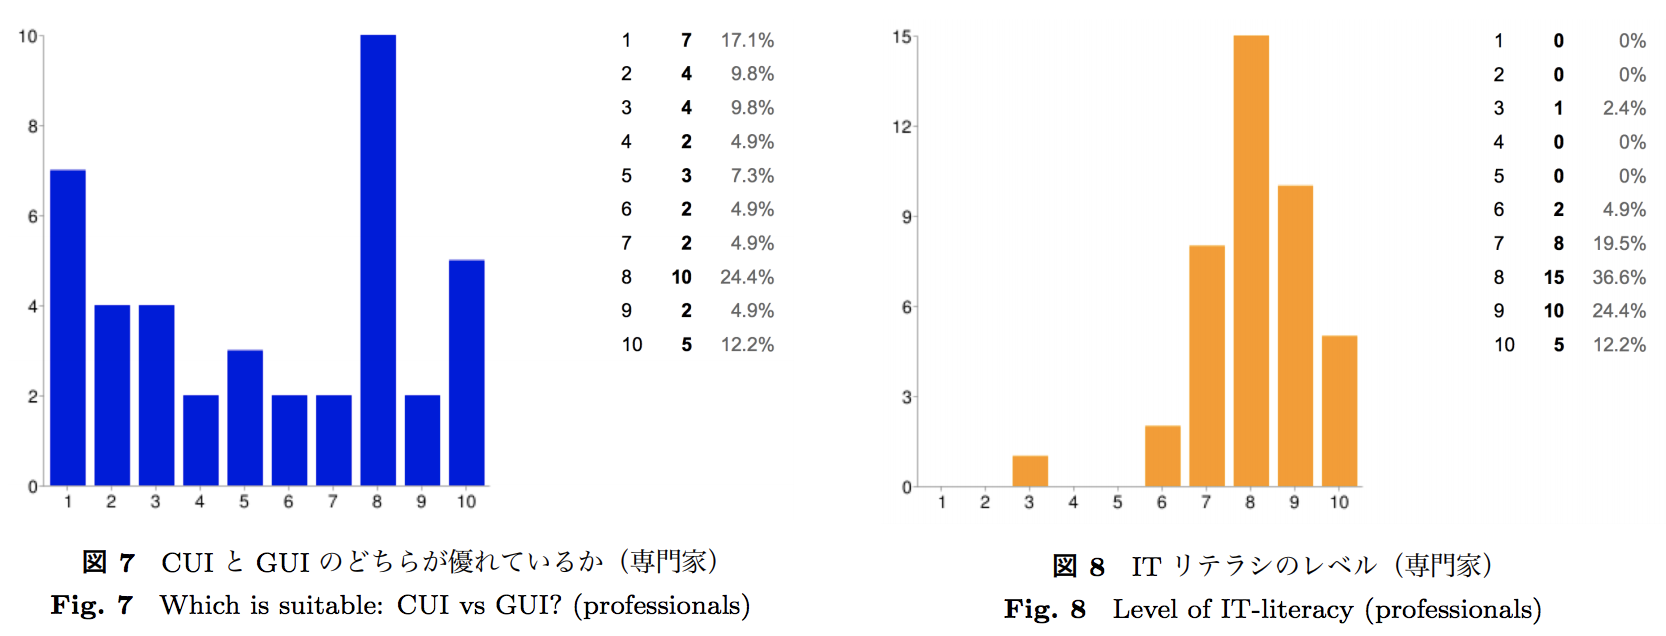 10
8
6
4
2
0
1 2 3 4 5 6 7 8 9 10
1 7 17.1%
2 4 9.8%
3 4 9.8%
4 2 4.9%
5 3 7.3%
6 2 4.9%
7 2 4.9%
8 10 24.4%
9 2 4.9%
10 5 12.2%
図 7 CUI と GUI のどちらが優れているか（専門家）
Fig. 7 Which is suitable: CUI vs GUI? (professionals)
15
12
9
6
3
0
1 2 3 4 5 6 7 8 9 10
1 0 0%
2 0 0%
3 1 2.4%
4 0 0%
5 0 0%
6 2 4.9%
7 8 19.5%
8 15 36.6%
9 10 24.4%
10 5 12.2%
図 8 IT リテラシのレベル（専門家）
Fig. 8 Level of IT-literacy (professionals)